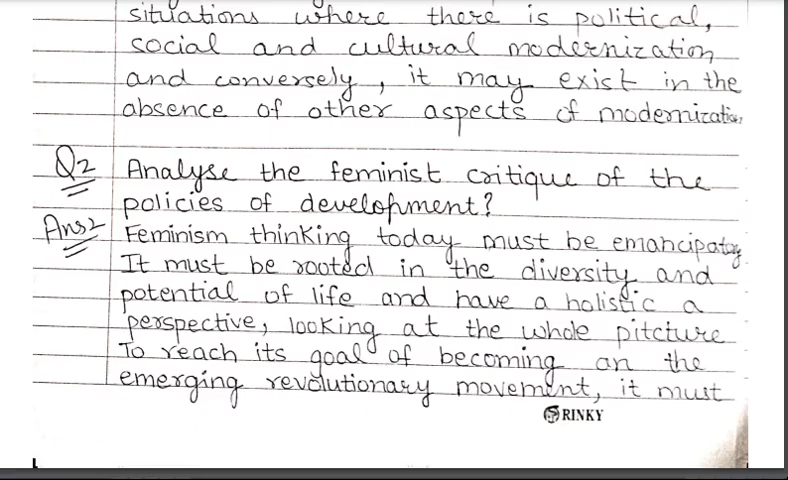 situations where there is political,
social and cultural modernization
and conversely, it may exist in the
absence of other aspects of modernization
Q2 Analyse the feminist critique of the
policies of development?
Ans2 Feminism thinking today must be emancipatory
It must be rooted in the diversity and
potential of life and have a holistic a
perspective, looking at the whole pitcture
To reach its goal of becoming an the
emerging revolutionary movement, it must
RINKY